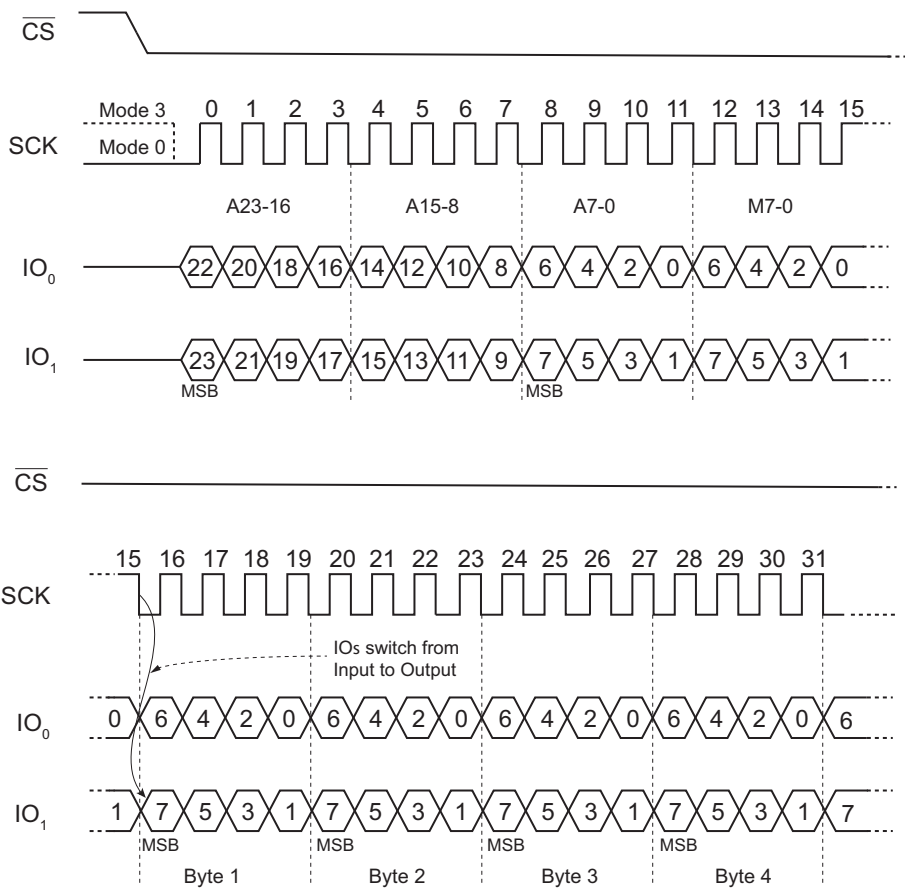 CS
Mode 3
0 1 2 3 4 5 6 7 8 9 10 11 12 13 14 15
SCK
Mode 0
A23-16 A15-8 A7-0 M7-0
IO0 22 20 18 16 14 12 10 8 6 4 2 0 6 4 2 0
IO1 23 21 19 17 15 13 11 9 7 5 3 1 7 5 3 1
MSB MSB
CS
15 16 17 18 19 20 21 22 23 24 25 26 27 28 29 30 31
SCK
IOs switch from
Input to Output
IO0 0 6 4 2 0 6 4 2 0 6 4 2 0 6 4 2 0 6
IO1 1 7 5 3 1 7 5 3 1 7 5 3 1 7 5 3 1 7
MSB MSB MSB MSB
Byte 1 Byte 2 Byte 3 Byte 4